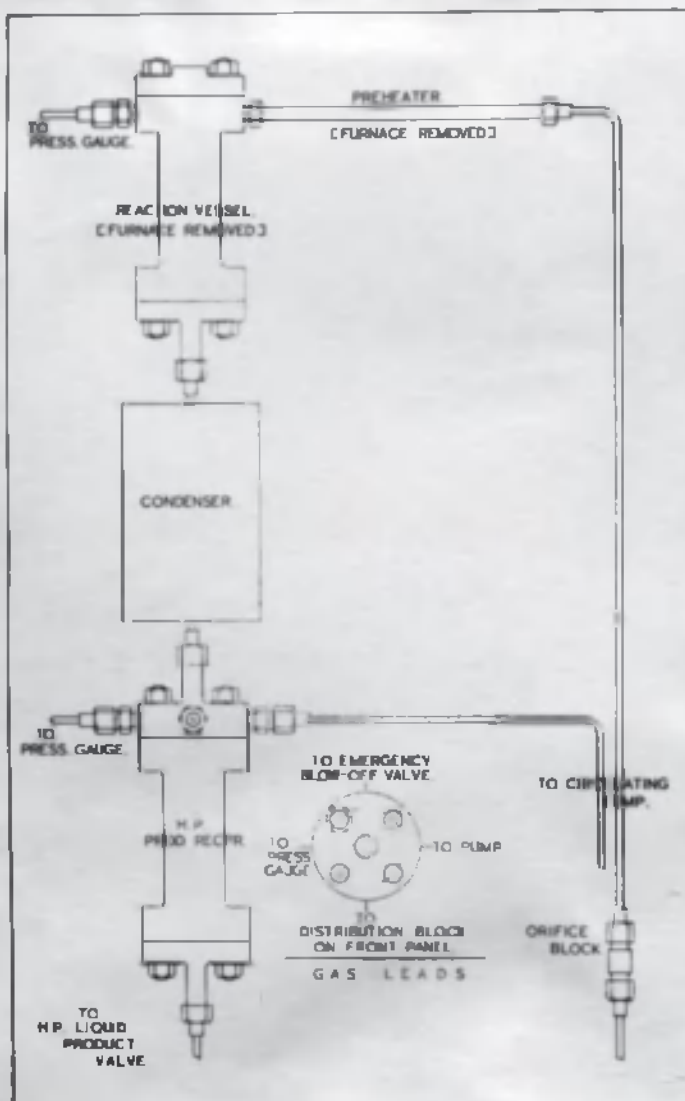 PREHEATER
[FURNACE REMOVED]
TO
PRESS. GAUGE.
REACTION VESSEL.
[FURNACE REMOVED]
CONDENSER.
TO
PRESS. GAUGE.
TO EMERGENCY
BLOW-OFF VALVE.
TO CIRCULATING
PUMP.
H.P.
PROD RECPR.
TO
PRESS
GAUGE
TO PUMP
TO
DISTRIBUTION BLOCK
ON FRONT PANEL.
GAS LEADS
ORIFICE
BLOCK
TO
H.P. LIQUID
PRODUCT
VALVE